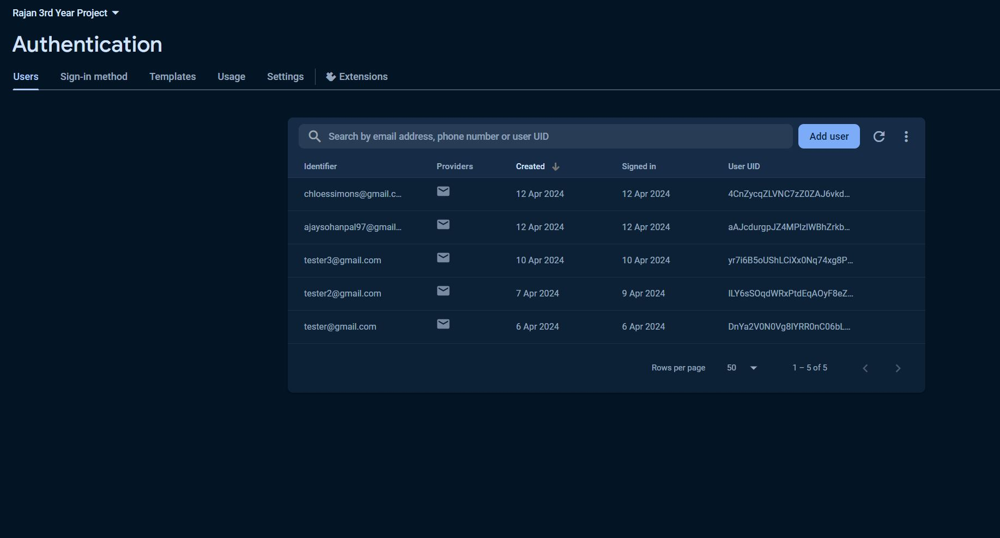 Rajan 3rd Year Project
Authentication
Users Sign-in method Templates Usage Settings Extensions
Search by email address, phone number or user UID Add user
Identifier Providers Created Signed in User UID
chloessimons@gmail.c... 12 Apr 2024 12 Apr 2024 4CnZycqZLVNC7zZ0ZAJ6vkd...
ajaysohanpal97@gmail... 12 Apr 2024 12 Apr 2024 aAJcdurgpJZ4MPlzIWBhZrkb...
tester3@gmail.com 10 Apr 2024 10 Apr 2024 yr7i6B5oUShLCiXx0Nq74xg8P...
tester2@gmail.com 7 Apr 2024 9 Apr 2024 ILY6sSOqdWRxPtdEqAOyF8eZ...
tester@gmail.com 6 Apr 2024 6 Apr 2024 DnYa2V0N0Vg8IYRR0nC06bL...
Rows per page 50 1 – 5 of 5